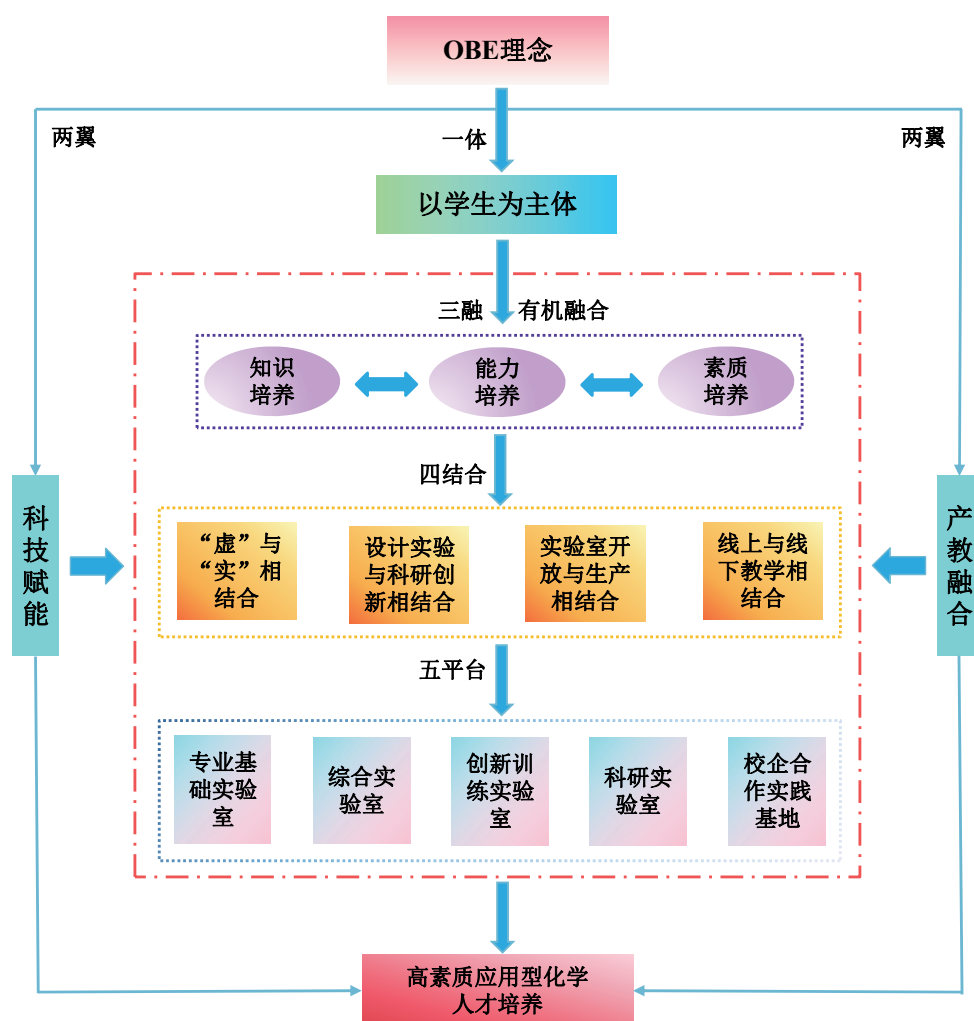 OBE理念
两翼
一体
两翼
以学生为主体
三融
有机融合
知识
培养
能力
培养
素质
培养
四结合
科
技
赋
能
“虚”与
“实”相
结合
设计实验
与科研创
新相结合
实验室开
放与生产
相结合
线上与线
下教学相
结合
产
教
融
合
五平台
专业基
础实验
室
综合实
验室
创新训
练实验
室
科研实
验室
校企合
作实践
基地
高素质应用型化学
人才培养